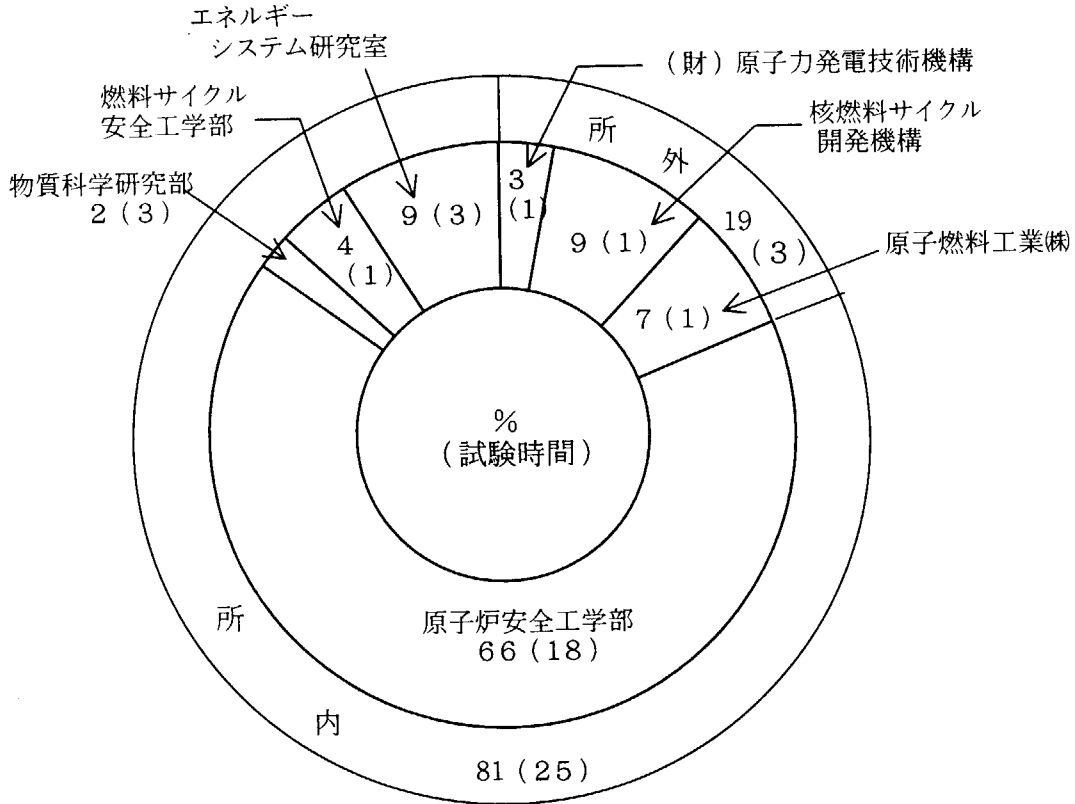 エネルギー
システム研究室
(財)原子力発電技術機構
燃料サイクル
安全工学部
核燃料サイクル
開発機構
物質科学研究部
2(3)
所
外
3
(1)
9(3)
4
(1)
9(1)
19
(3)
原子燃料工業㈱
7(1)
%
(試験時間)
原子炉安全工学部
66(18)
所
内
81(25)